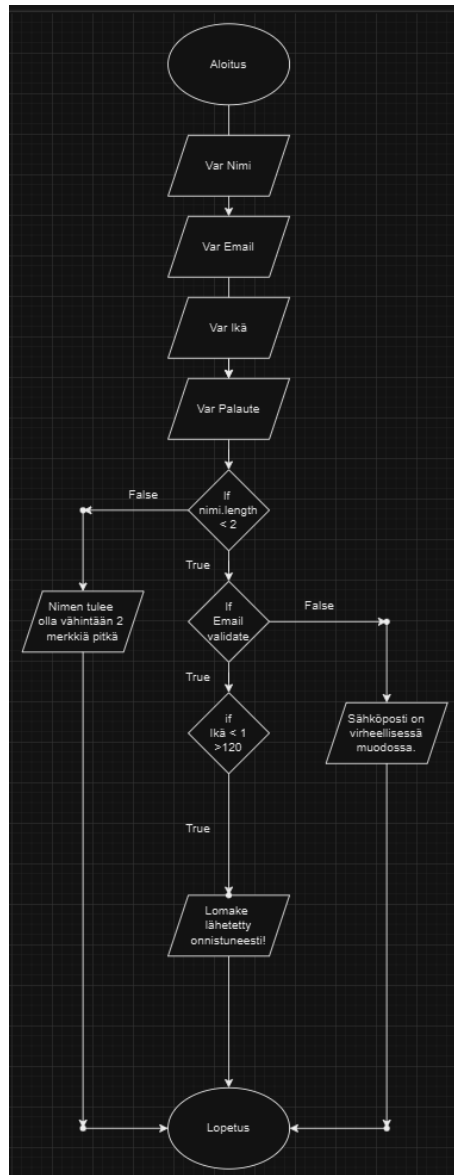 Aloitus
Var Nimi
Var Email
Var Ikä
Var Palaute
If
nimi.length
< 2
False
True
Nimen tulee
olla vähintään 2
merkkiä pitkä
If
Email
validate
False
True
Sähköposti on
virheellisessä
muodossa.
if
Ikä < 1
>120
True
Lomake
lähetetty
onnistuneesti!
Lopetus